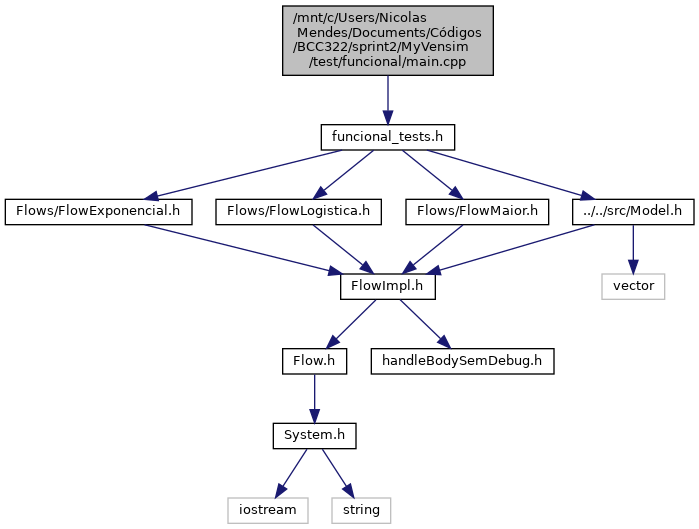 /mnt/c/Users/Nicolas
Mendes/Documents/Códigos
/BCC322/sprint2/MyVensim
/test/funcional/main.cpp
funcional_tests.h
Flows/FlowExponencial.h
Flows/FlowLogistica.h
Flows/FlowMaior.h
../../src/Model.h
FlowImpl.h
vector
Flow.h
handleBodySemDebug.h
System.h
iostream
string